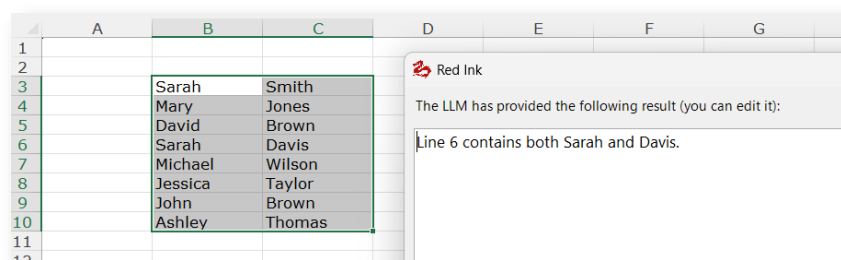 A B C D E F G
1
2
3 Sarah Smith
4 Mary Jones
5 David Brown
6 Sarah Davis
7 Michael Wilson
8 Jessica Taylor
9 John Brown
10 Ashley Thomas
11
12
Red Ink
The LLM has provided the following result (you can edit it):
Line 6 contains both Sarah and Davis.